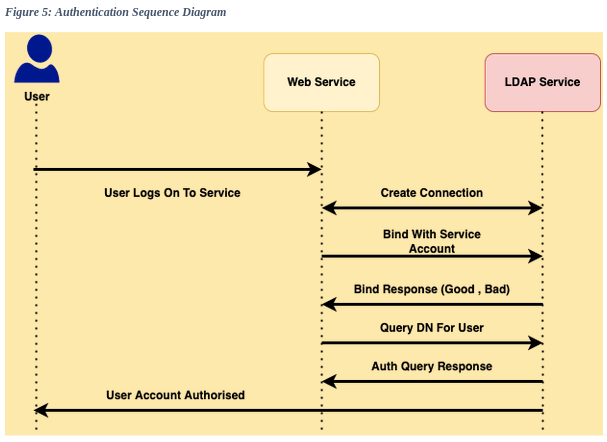 Figure 5: Authentication Sequence Diagram
User
Web Service
LDAP Service
User Logs On To Service
Create Connection
Bind With Service
Account
Bind Response (Good , Bad)
Query DN For User
Auth Query Response
User Account Authorised